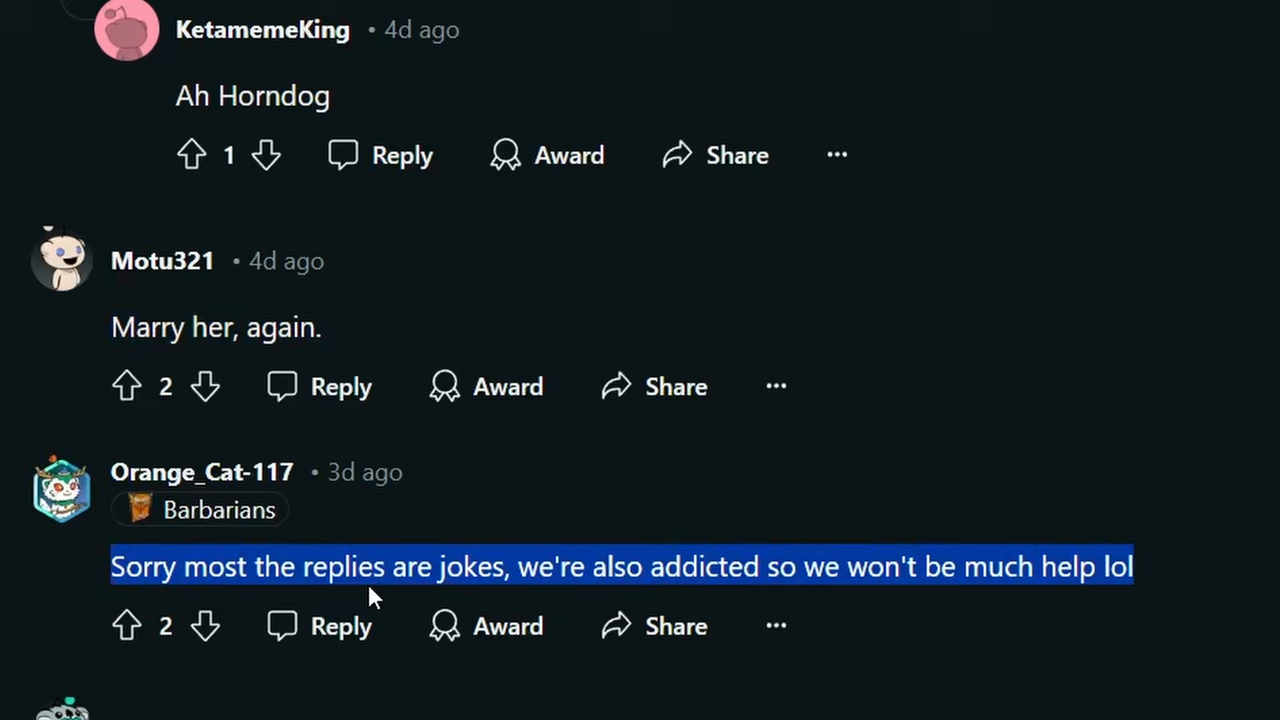 KetamemeKing • 4d ago
Ah Horndog
1 Reply Award Share ...
Motu321 • 4d ago
Marry her, again.
2 Reply Award Share ...
Orange_Cat-117 • 3d ago
Barbarians
Sorry most the replies are jokes, we're also addicted so we won't be much help lol
2 Reply Award Share ...